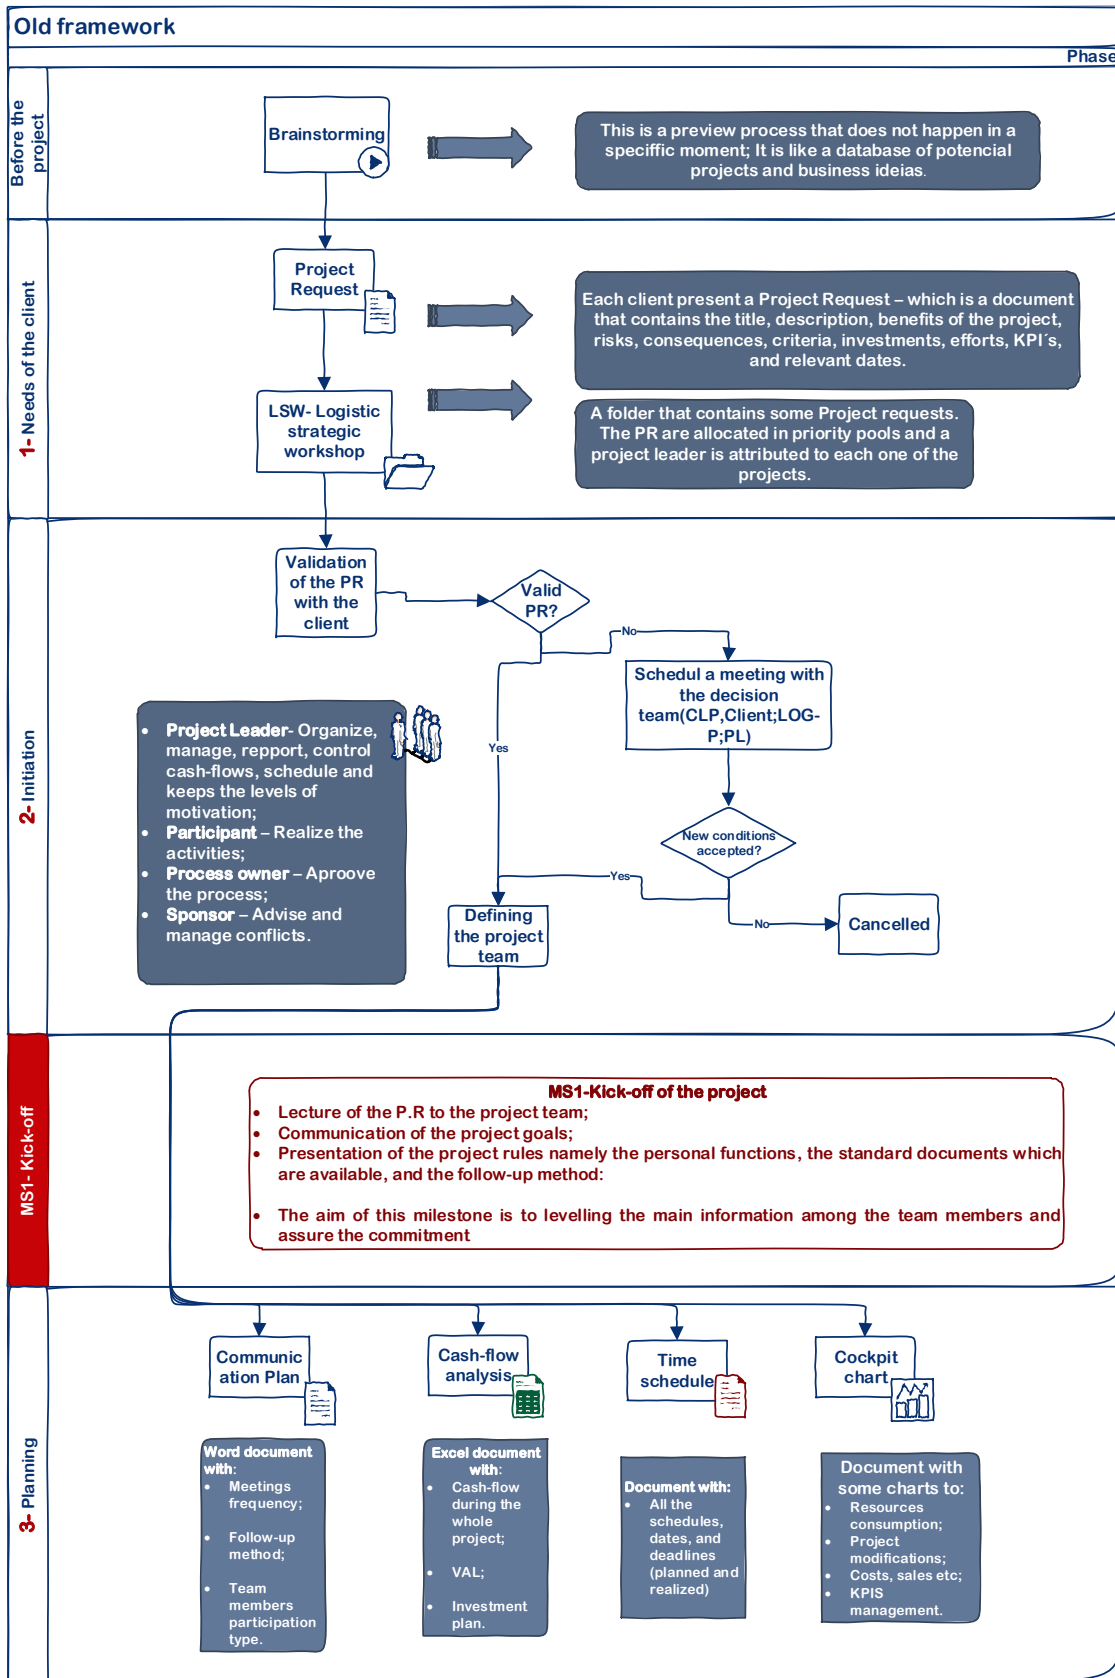 Old framework
Phase
Before the
project
Brainstorming
This is a preview process that does not happen in a
speciffic moment; It is like a database of potencial
projects and business ideias.
1- Needs of the client
Project
Request
Each client present a Project Request – which is a document
that contains the title, description, benefits of the project,
risks, consequences, criteria, investments, efforts, KPI´s,
and relevant dates.
LSW- Logistic
strategic
workshop
A folder that contains some Project requests.
The PR are allocated in priority pools and a
project leader is attributed to each one of the
projects.
2- Initiation
Validation
of the PR
with the
client
Valid
PR?
No
Schedul a meeting with
the decision
team(CLP,Client;LOG-
P;PL)
Yes
• Project Leader- Organize,
manage, repport, control
cash-flows, schedule and
keeps the levels of
motivation;
• Participant – Realize the
activities;
• Process owner – Aproove
the process;
• Sponsor – Advise and
manage conflicts.
New conditions
accepted?
Yes
No
Cancelled
Defining
the project
team
MS1- Kick-off
MS1-Kick-off of the project
• Lecture of the P.R to the project team;
• Communication of the project goals;
• Presentation of the project rules namely the personal functions, the standard documents which
are available, and the follow-up method:
• The aim of this milestone is to levelling the main information among the team members and
assure the commitment
3- Planning
Communic
ation Plan
Cash-flow
analysis
Time
schedule
Cockpit
chart
Word document
with:
• Meetings
frequency;
• Follow-up
method;
• Team
members
participation
type.
Excel document
with:
• Cash-flow
during the
whole
project;
• VAL;
• Investment
plan.
Document with:
• All the
schedules,
dates, and
deadlines
(planned and
realized)
Document with
some charts to:
• Resources
consumption;
• Project
modifications;
• Costs, sales etc;
• KPIS
management.